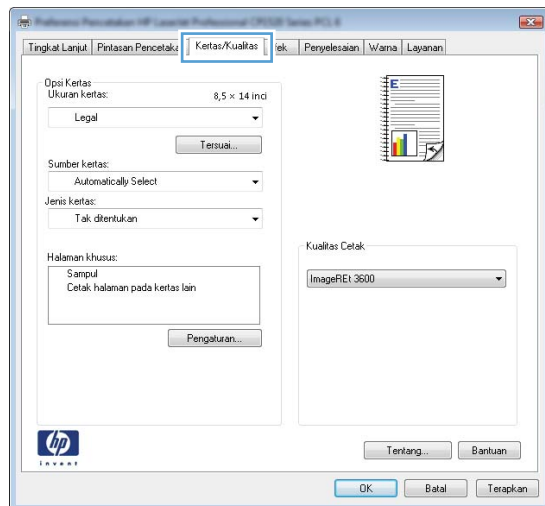 Tingkat Lanjut Pintasan Pencetaka Kertas/Kualitas ek Penyelesaian Warna Layanan
Opsi Kertas
Ukuran kertas: 8,5 × 14 inci
Legal
Tersuai...
Sumber kertas:
Automatically Select
Jenis kertas:
Tak ditentukan
Halaman khusus:
Sampul
Cetak halaman pada kertas lain
Pengaturan...
E
Kualitas Cetak
ImageREt 3600
hp
invent
Tentang... Bantuan
OK Batal Terapkan